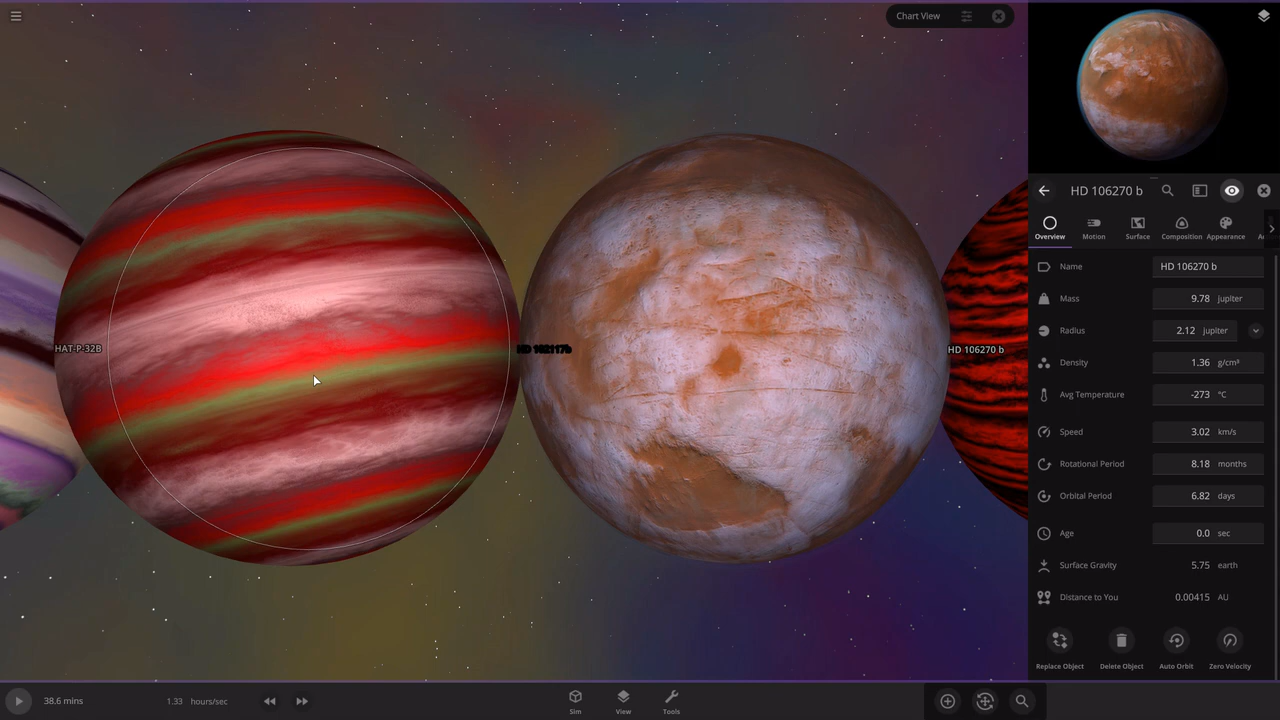 Chart View
HD 106270 b
Overview
Motion
Surface
Composition
Appearance
Name
HD 106270 b
Mass
9.78 jupiter
Radius
2.12 jupiter
Density
1.36 g/cm³
Avg Temperature
-273 °C
Speed
3.02 km/s
Rotational Period
8.18 months
Orbital Period
6.82 days
Age
0.0 sec
Surface Gravity
5.75 earth
Distance to You
0.00415 AU
Replace Object
Delete Object
Auto Orbit
Zero Velocity
HAT-P-32B
HD 106270 b
38.6 mins
1.33 hours/sec
Sim
View
Tools